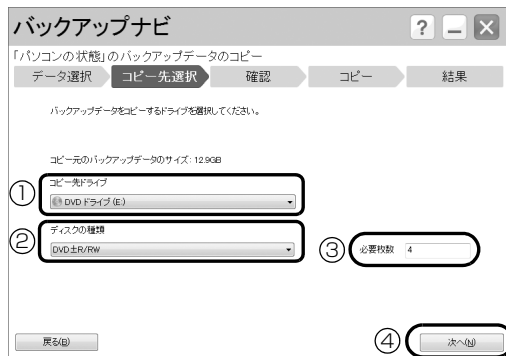 バックアップナビ
? - ×
「パソコンの状態」のバックアップデータのコピー
データ選択 コピー先選択 確認 コピー 結果
バックアップデータをコピーするドライブを選択してください。
コピー元のバックアップデータのサイズ: 12.9GB
① コピー先ドライブ
DVD ドライブ (E:)
② ディスクの種類
DVD±R/RW
③ 必要枚数 4
戻る(B)
④ 次へ(N)